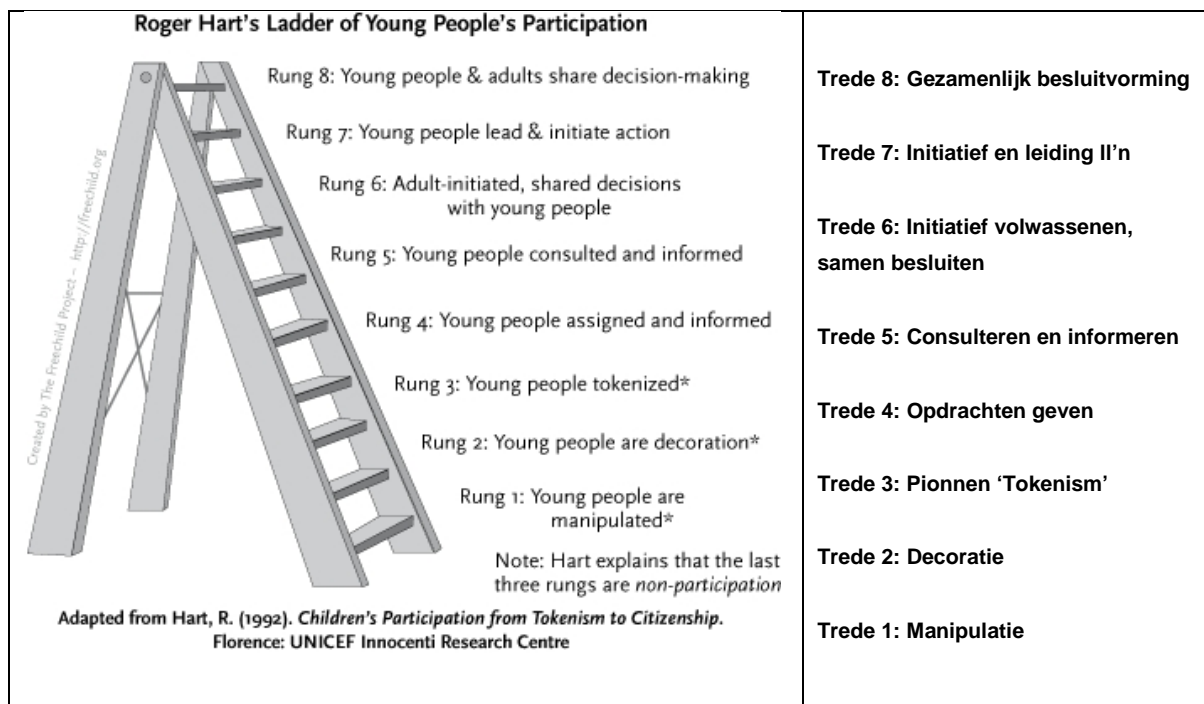 Roger Hart's Ladder of Young People's Participation
Rung 8: Young people & adults share decision-making
Rung 7: Young people lead & initiate action
Rung 6: Adult-initiated, shared decisions
with young people
Rung 5: Young people consulted and informed
Rung 4: Young people assigned and informed
Rung 3: Young people tokenized*
Rung 2: Young people are decoration*
Rung 1: Young people are
manipulated*
Note: Hart explains that the last
three rungs are non-participation
Created by The Freechild Project – http://freechild.org
Adapted from Hart, R. (1992). Children's Participation from Tokenism to Citizenship.
Florence: UNICEF Innocenti Research Centre
Trede 8: Gezamenlijk besluitvorming
Trede 7: Initiatief en leiding ll'n
Trede 6: Initiatief volwassenen,
samen besluiten
Trede 5: Consulteren en informeren
Trede 4: Opdrachten geven
Trede 3: Pionnen ‘Tokenism’
Trede 2: Decoratie
Trede 1: Manipulatie